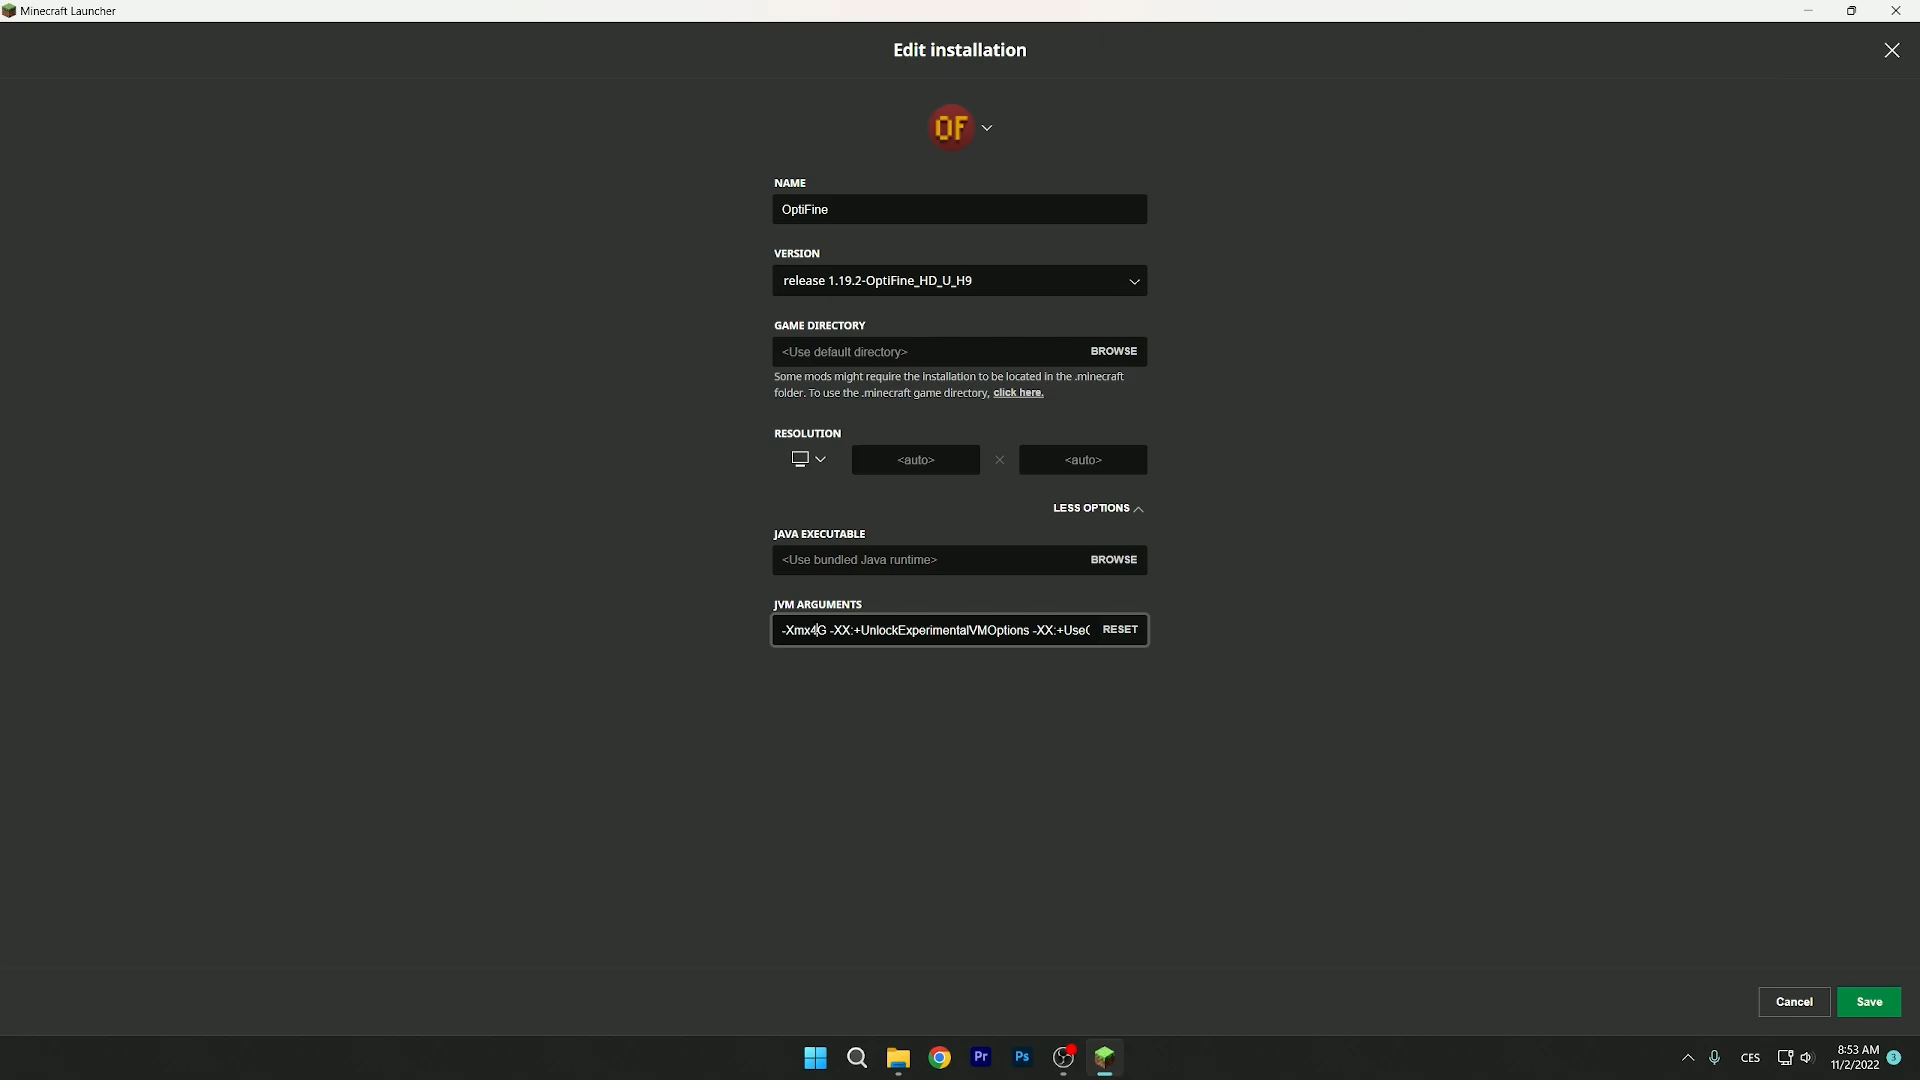 Minecraft Launcher
Edit installation
OF
NAME
OptiFine
VERSION
release 1.19.2-OptiFine_HD_U_H9
GAME DIRECTORY
<Use default directory>
BROWSE
Some mods might require the installation to be located in the .minecraft
folder. To use the .minecraft game directory, click here.
RESOLUTION
<auto>
<auto>
LESS OPTIONS
JAVA EXECUTABLE
<Use bundled Java runtime>
BROWSE
JVM ARGUMENTS
-Xmx4G -XX:+UnlockExperimentalVMOptions -XX:+Use
RESET
Cancel
Save
Pr
Ps
CES
8:53 AM
11/2/2022
3